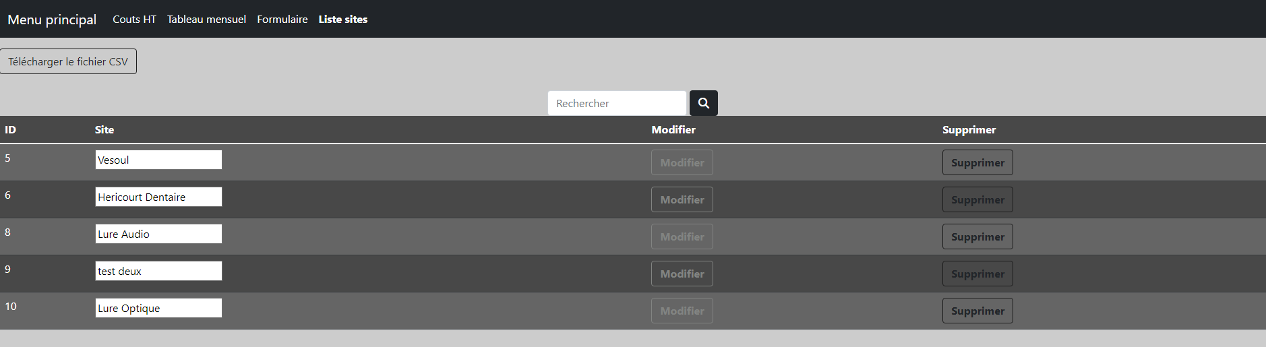 Menu principal Couts HT Tableau mensuel Formulaire Liste sites
Télécharger le fichier CSV
Rechercher
ID Site Modifier Supprimer
5 Vesoul Modifier Supprimer
6 Hericourt Dentaire Modifier Supprimer
8 Lure Audio Modifier Supprimer
9 test deux Modifier Supprimer
10 Lure Optique Modifier Supprimer